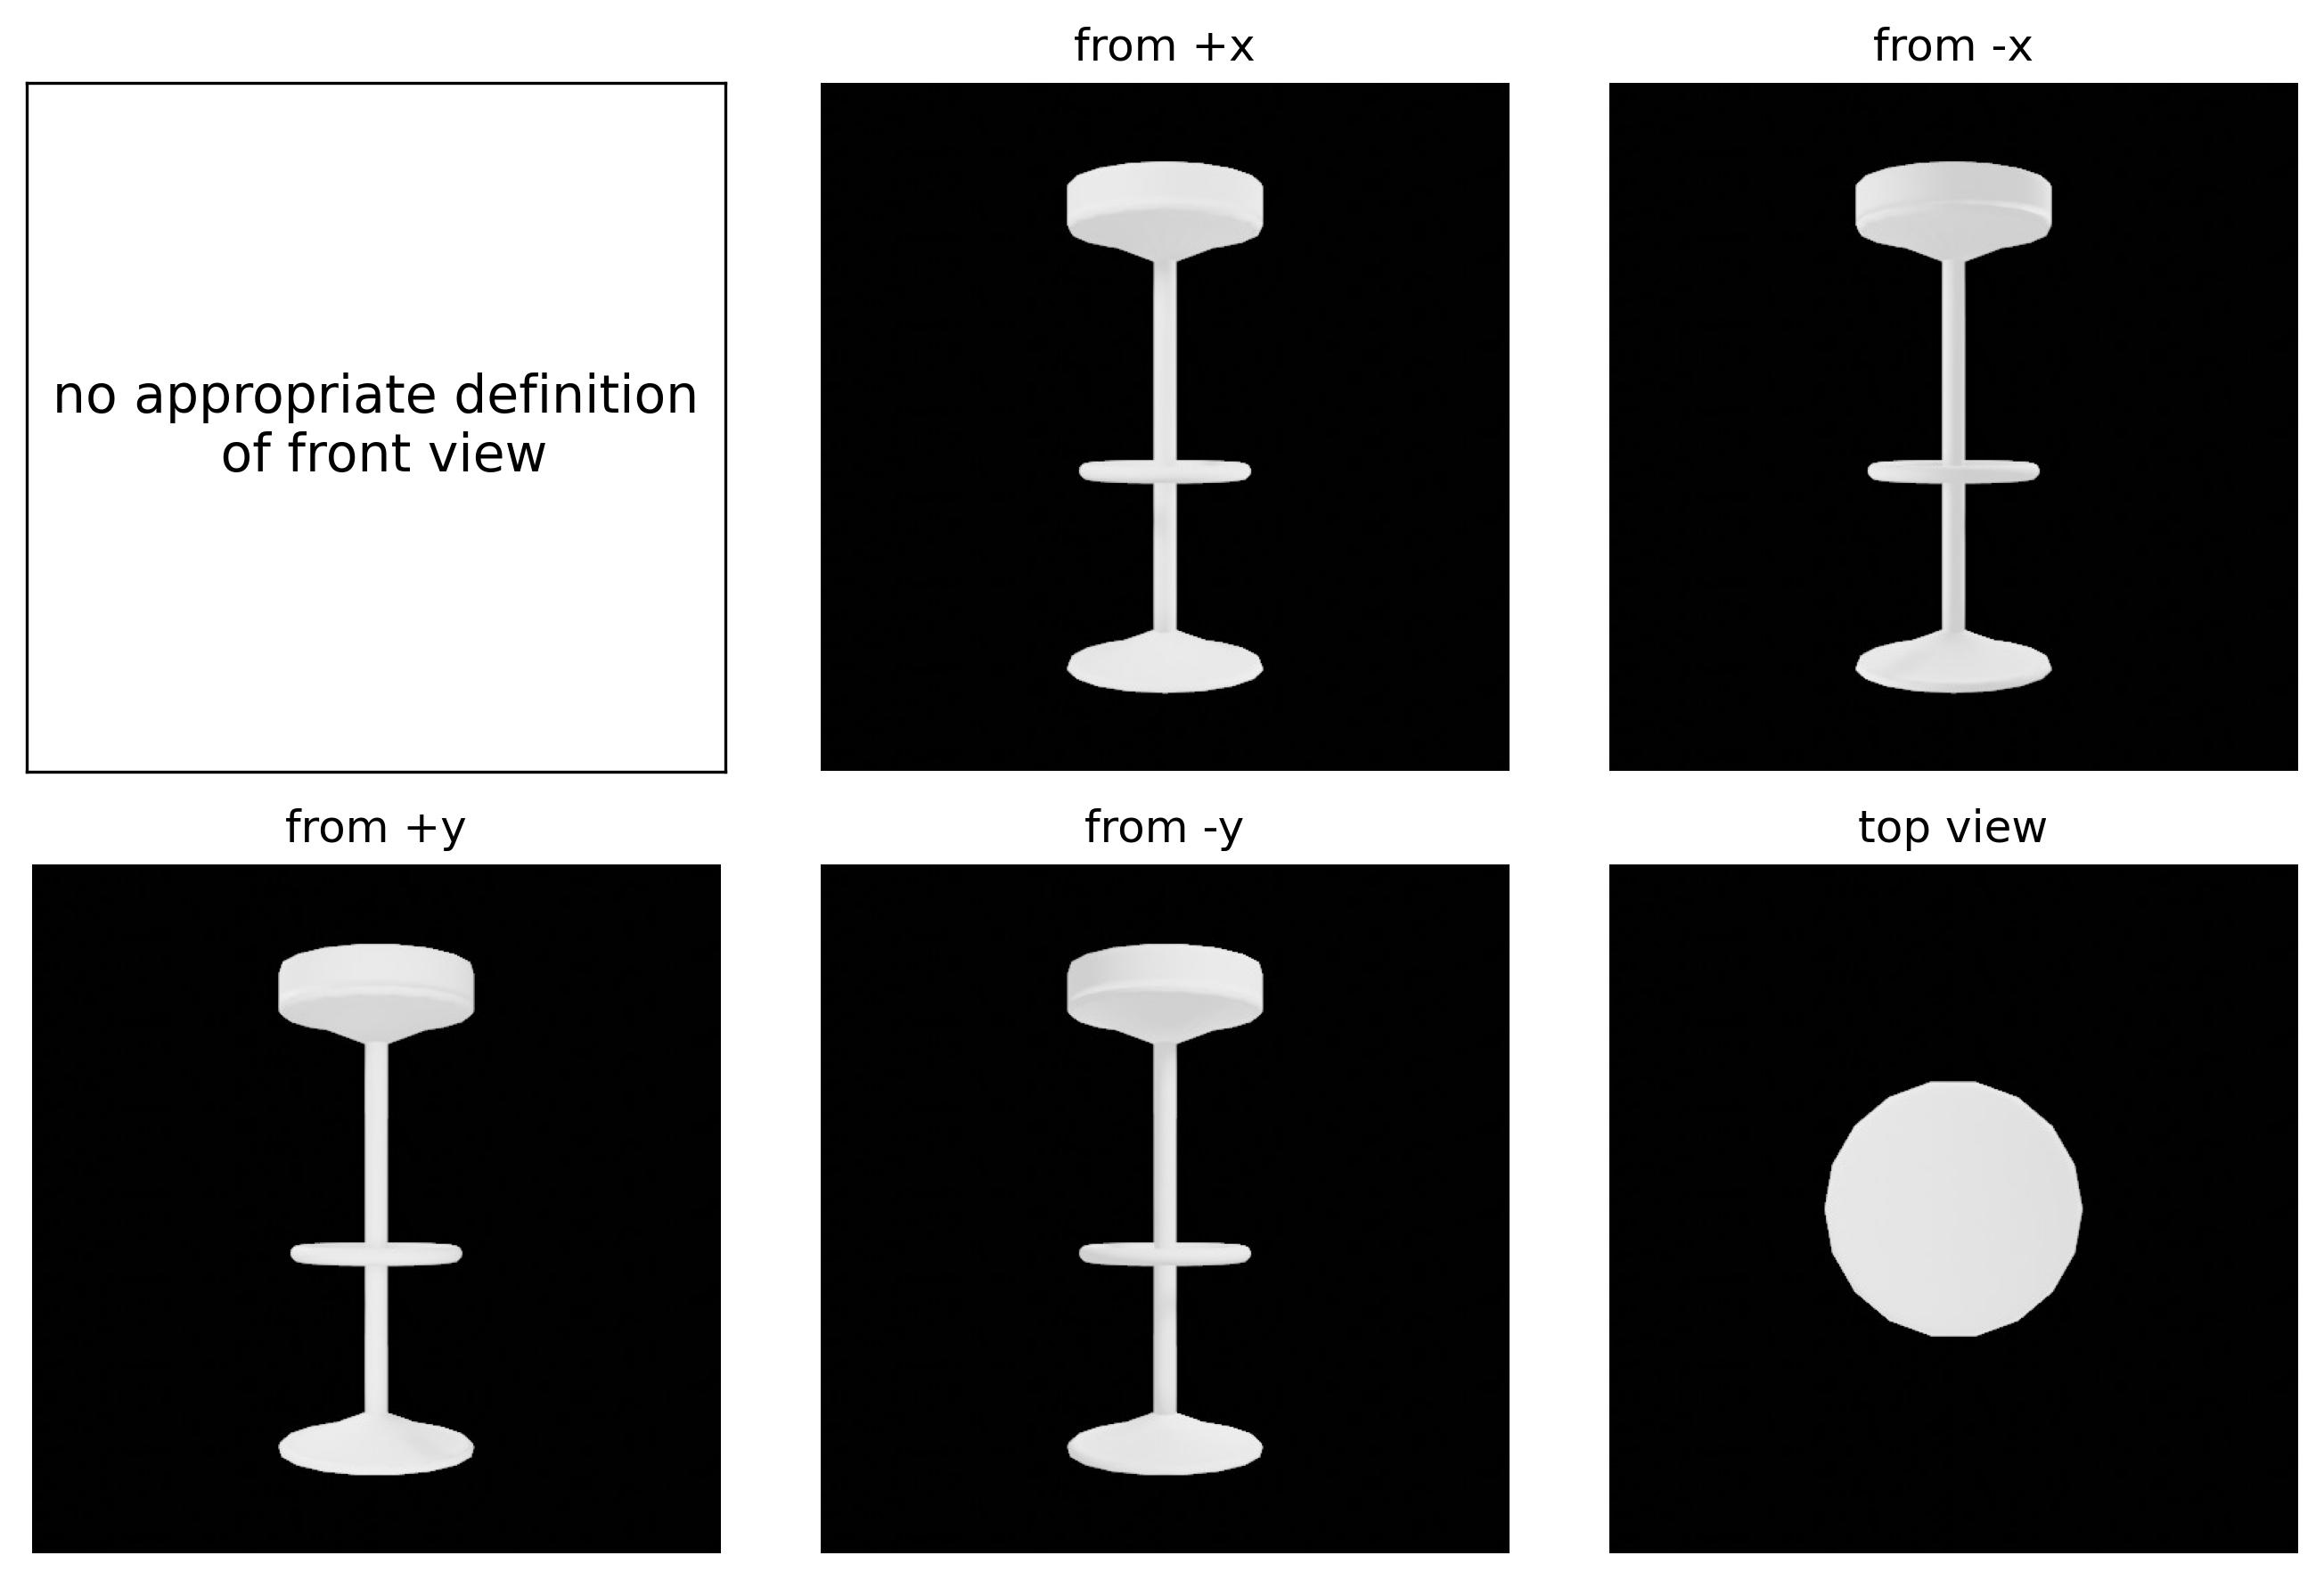 from +x
from -x
no appropriate definition
of front view
from +y
from -y
top view